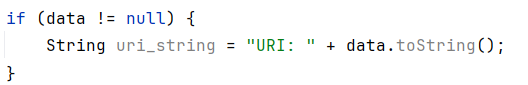 if (data != null) {
    String uri_string = "URI: " + data.toString();
}